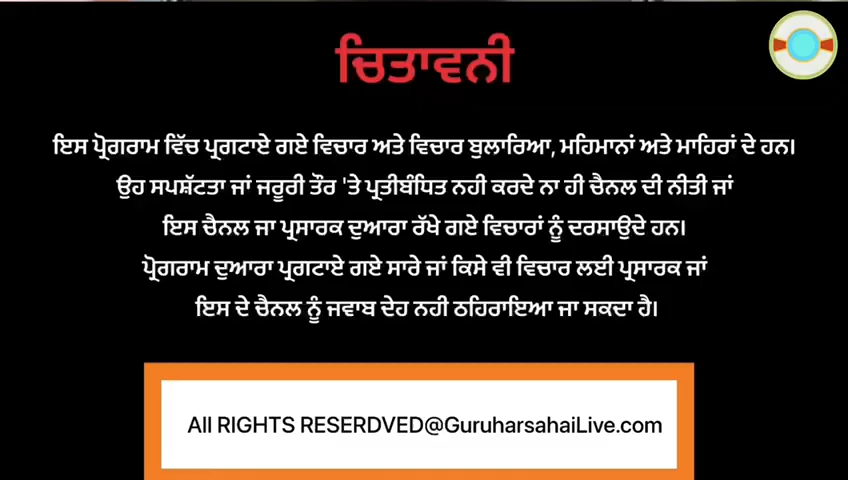 ਚਿਤਾਵਨੀ
ਇਸ ਪ੍ਰੋਗਰਾਮ ਵਿੱਚ ਪ੍ਰਗਟਾਏ ਗਏ ਵਿਚਾਰ ਅਤੇ ਵਿਚਾਰ ਬੁਲਾਰਿਆ, ਮਹਿਮਾਨਾਂ ਅਤੇ ਮਾਹਿਰਾਂ ਦੇ ਹਨ।
ਉਹ ਸਪਸ਼ੱਟਤਾ ਜਾਂ ਜਰੂਰੀ ਤੌਰ 'ਤੇ ਪ੍ਰਤੀਬੰਧਿਤ ਨਹੀ ਕਰਦੇ ਨਾ ਹੀ ਚੈਨਲ ਦੀ ਨੀਤੀ ਜਾਂ
ਇਸ ਚੈਨਲ ਜਾ ਪ੍ਰਸਾਰਕ ਦੁਆਰਾ ਰੱਖੇ ਗਏ ਵਿਚਾਰਾਂ ਨੂੰ ਦਰਸਾਉਦੇ ਹਨ।
ਪ੍ਰੋਗਰਾਮ ਦੁਆਰਾ ਪ੍ਰਗਟਾਏ ਗਏ ਸਾਰੇ ਜਾਂ ਕਿਸੇ ਵੀ ਵਿਚਾਰ ਲਈ ਪ੍ਰਸਾਰਕ ਜਾਂ
ਇਸ ਦੇ ਚੈਨਲ ਨੂੰ ਜਵਾਬ ਦੇਹ ਨਹੀ ਠਹਿਰਾਇਆ ਜਾ ਸਕਦਾ ਹੈ।
All RIGHTS RESERDVED@GuruharsahaiLive.com